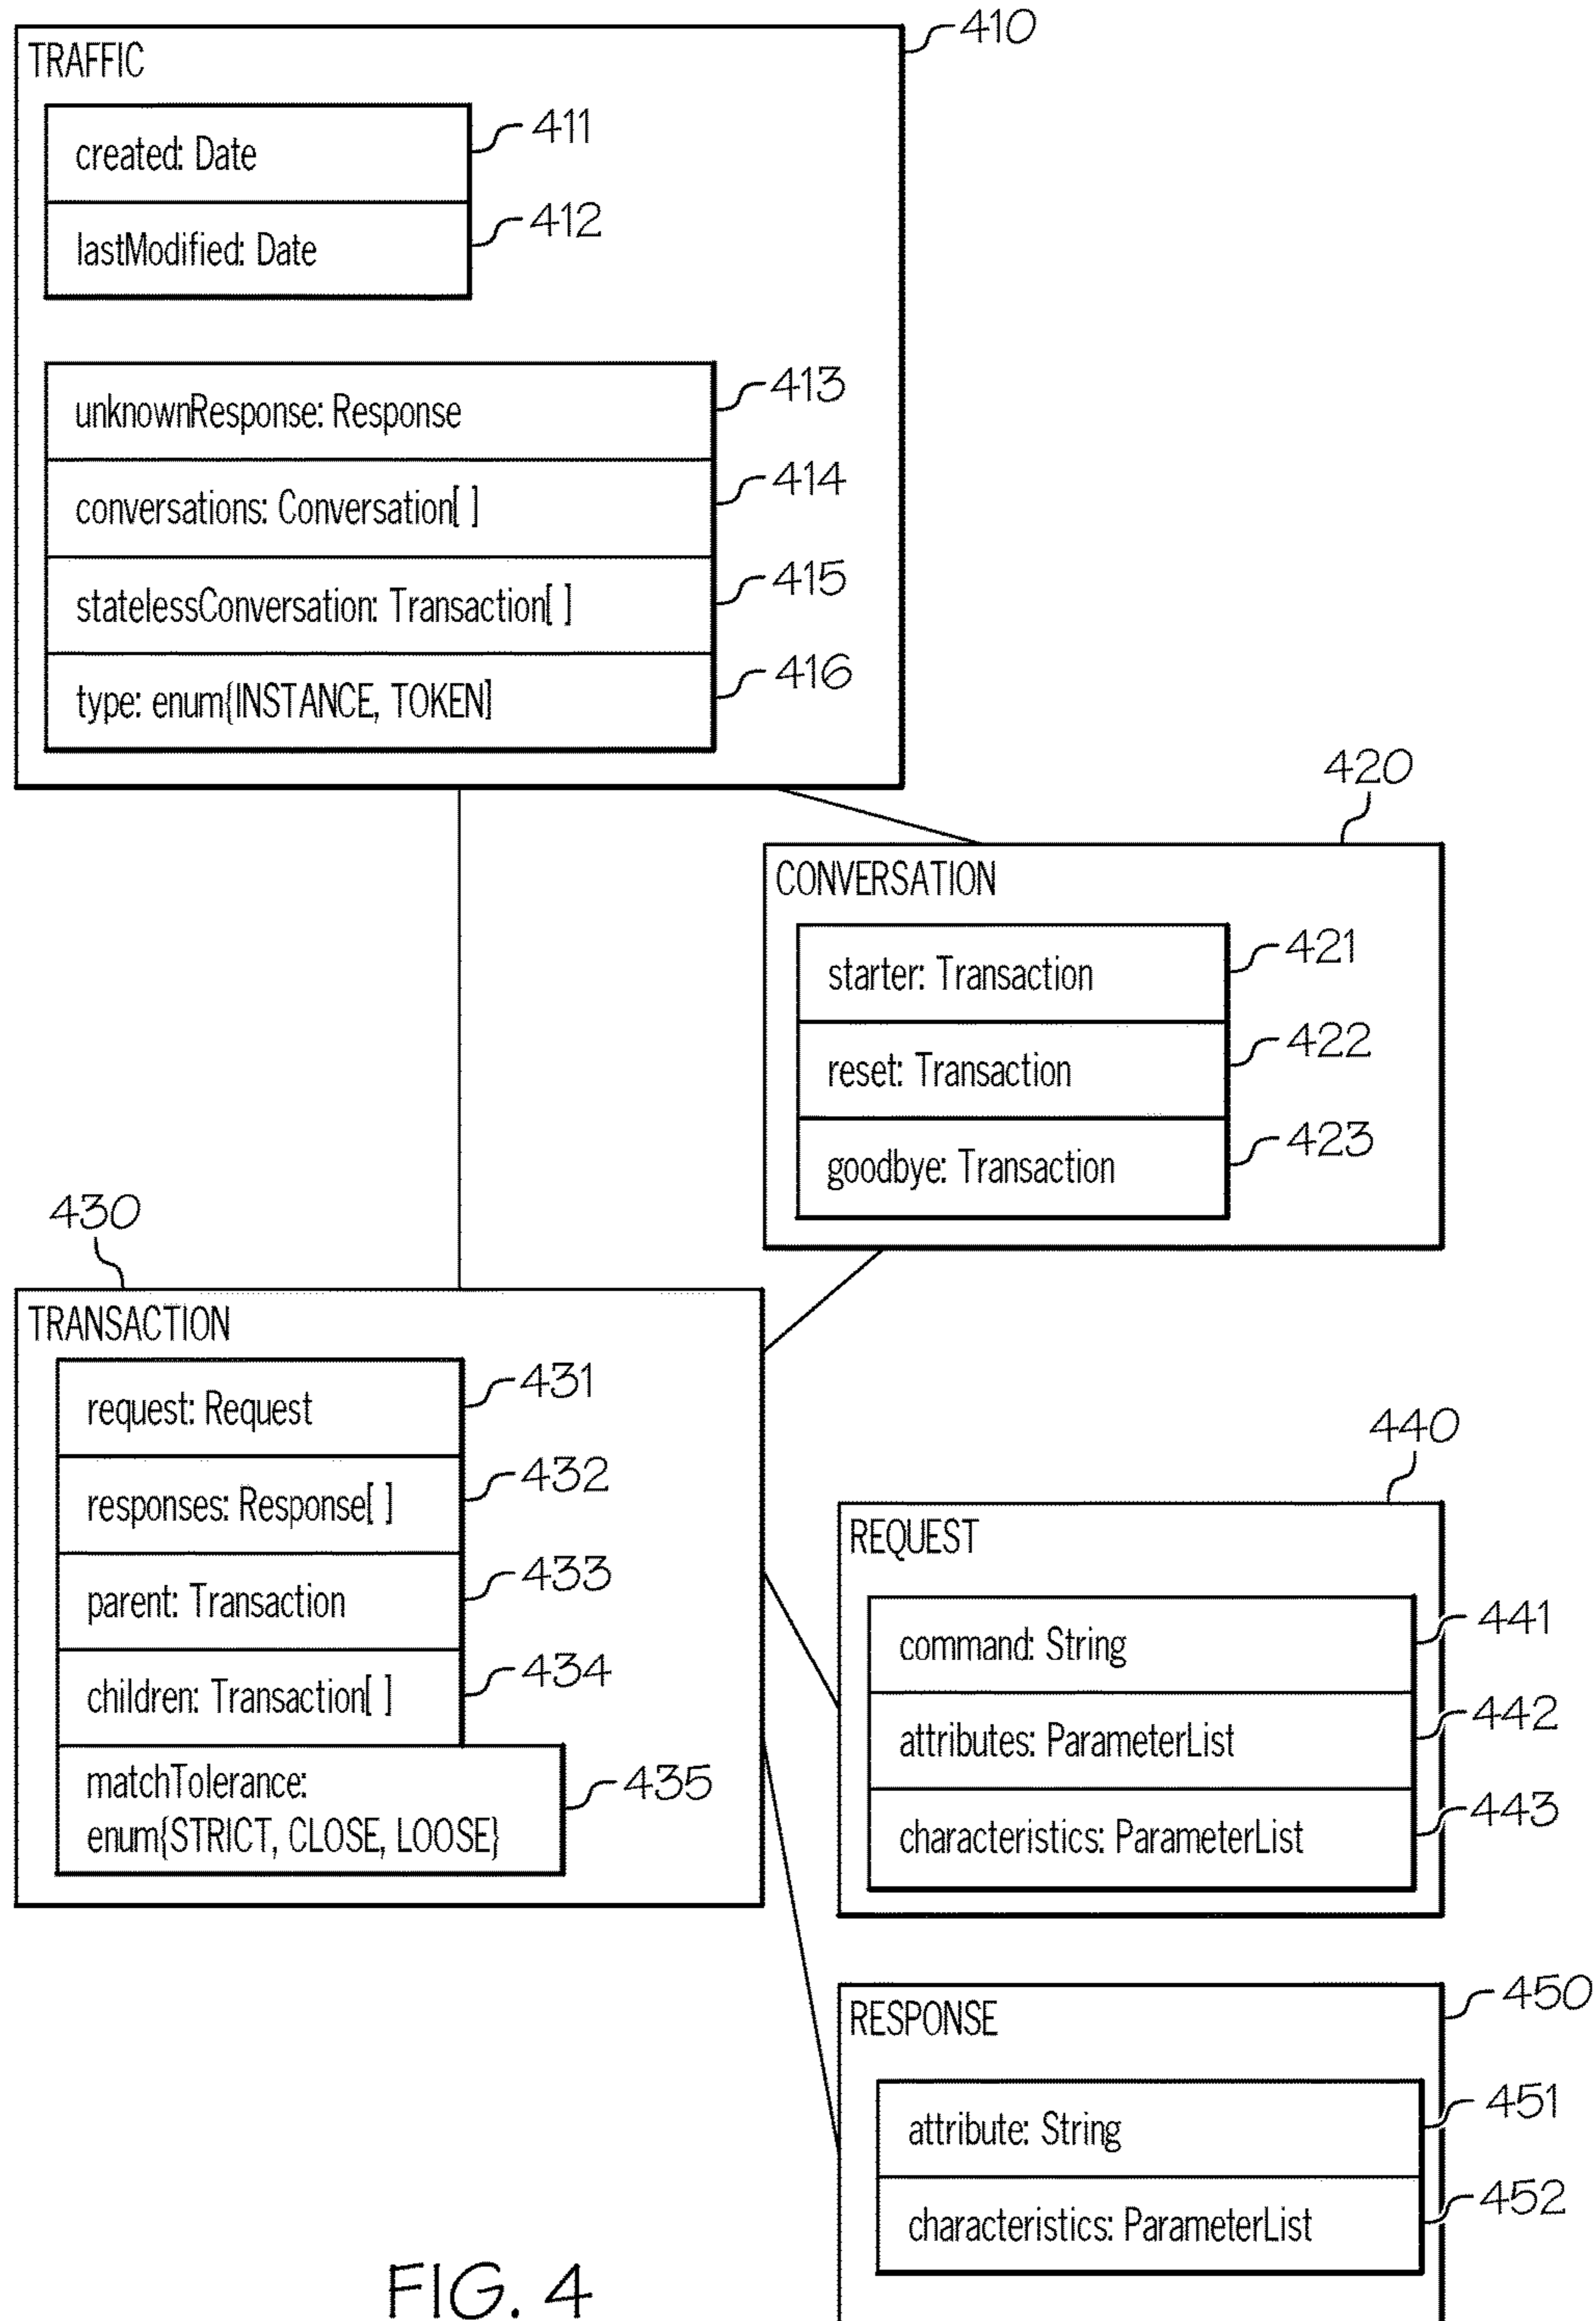 410
TRAFFIC
created: Date
411
lastModified: Date
412
unknownResponse: Response
413
conversations: Conversation[ ]
414
statelessConversation: Transaction[ ]
415
type: enum{INSTANCE, TOKEN]
416
420
CONVERSATION
starter: Transaction
421
reset: Transaction
422
goodbye: Transaction
423
430
TRANSACTION
request: Request
431
responses: Response[ ]
432
parent: Transaction
433
children: Transaction[ ]
434
matchTolerance:
enum{STRICT, CLOSE, LOOSE}
435
440
REQUEST
command: String
441
attributes: ParameterList
442
characteristics: ParameterList
443
450
RESPONSE
attribute: String
451
characteristics: ParameterList
452
FIG. 4